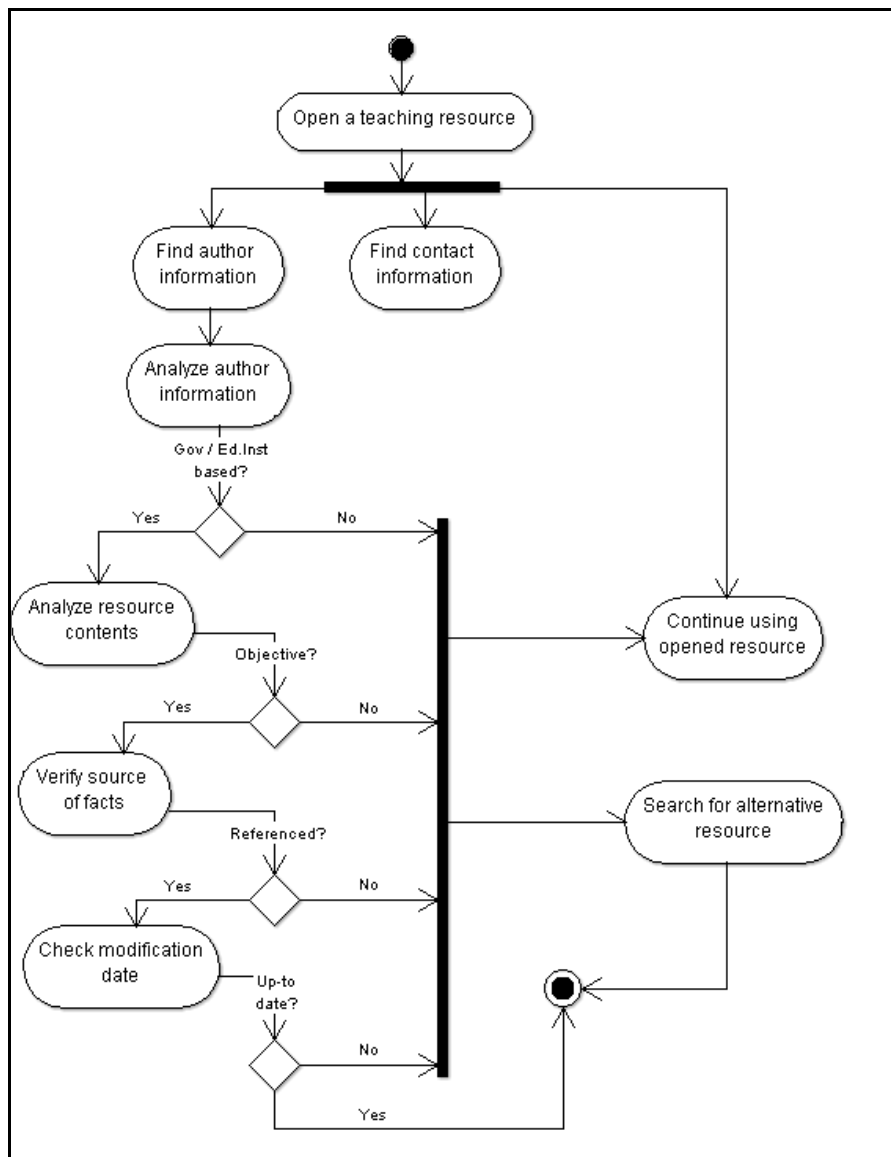 Open a teaching resource
Find author
information
Find contact
information
Analyze author
information
Gov / Ed.Inst
based?
Yes
No
Analyze resource
contents
Continue using
opened resource
Objective?
Yes
No
Verify source
of facts
Search for alternative
resource
Referenced?
Yes
No
Check modification
date
Up-to
date?
No
Yes